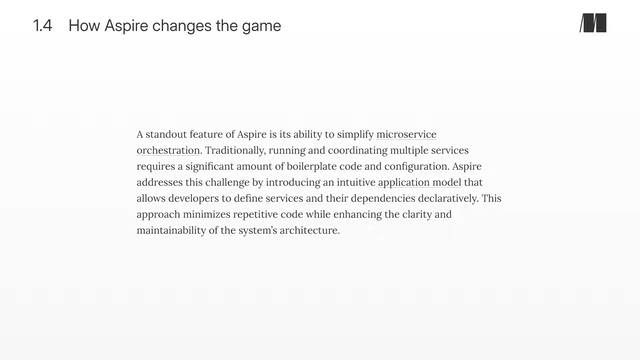 1.4 How Aspire changes the game
A standout feature of Aspire is its ability to simplify microservice
orchestration. Traditionally, running and coordinating multiple services
requires a significant amount of boilerplate code and configuration. Aspire
addresses this challenge by introducing an intuitive application model that
allows developers to define services and their dependencies declaratively. This
approach minimizes repetitive code while enhancing the clarity and
maintainability of the system’s architecture.